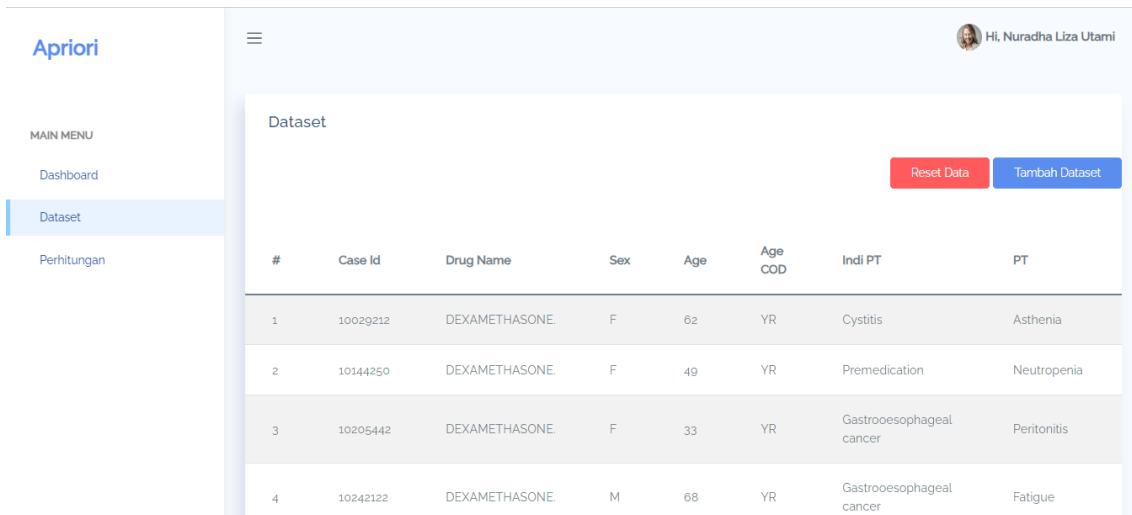 Apriori
Hi, Nuradha Liza Utami
MAIN MENU
Dashboard
Dataset
Perhitungan
Dataset
Reset Data Tambah Dataset
# Case Id Drug Name Sex Age Age COD Indi PT PT
1 10029212 DEXAMETHASONE. F 62 YR Cystitis Asthenia
2 10144250 DEXAMETHASONE. F 49 YR Premedication Neutropenia
3 10205442 DEXAMETHASONE. F 33 YR Gastrooesophageal cancer Peritonitis
4 10242122 DEXAMETHASONE. M 68 YR Gastrooesophageal cancer Fatigue